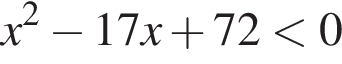 x² − 17x + 72 < 0